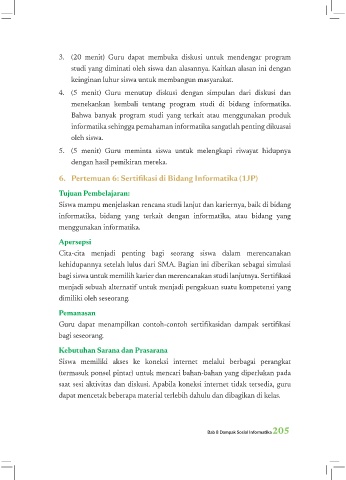 3. (20 menit) Guru dapat membuka diskusi untuk mendengar program
studi yang diminati oleh siswa dan alasannya. Kaitkan alasan ini dengan
keinginan luhur siswa untuk membangun masyarakat.
4. (5 menit) Guru menutup diskusi dengan simpulan dari diskusi dan
menekankan kembali tentang program studi di bidang informatika.
Bahwa banyak program studi yang terkait atau menggunakan produk
informatika sehingga pemahaman informatika sangatlah penting dikuasai
oleh siswa.
5. (5 menit) Guru meminta siswa untuk melengkapi riwayat hidupnya
dengan hasil pemikiran mereka.
6. Pertemuan 6: Sertifikasi di Bidang Informatika (1JP)
Tujuan Pembelajaran:
Siswa mampu menjelaskan rencana studi lanjut dan kariernya, baik di bidang
informatika, bidang yang terkait dengan informatika, atau bidang yang
menggunakan informatika.
Apersepsi
Cita-cita menjadi penting bagi seorang siswa dalam merencanakan
kehidupannya setelah lulus dari SMA. Bagian ini diberikan sebagai simulasi
bagi siswa untuk memilih karier dan merencanakan studi lanjutnya. Sertifikasi
menjadi sebuah alternatif untuk menjadi pengakuan suatu kompetensi yang
dimiliki oleh seseorang.
Pemanasan
Guru dapat menampilkan contoh-contoh sertifikasidan dampak sertifikasi
bagi seseorang.
Kebutuhan Sarana dan Prasarana
Siswa memiliki akses ke koneksi internet melalui berbagai perangkat
(termasuk ponsel pintar) untuk mencari bahan-bahan yang diperlukan pada
saat sesi aktivitas dan diskusi. Apabila koneksi internet tidak tersedia, guru
dapat mencetak beberapa material terlebih dahulu dan dibagikan di kelas.
Bab 8 Dampak Sosial Informatika 205